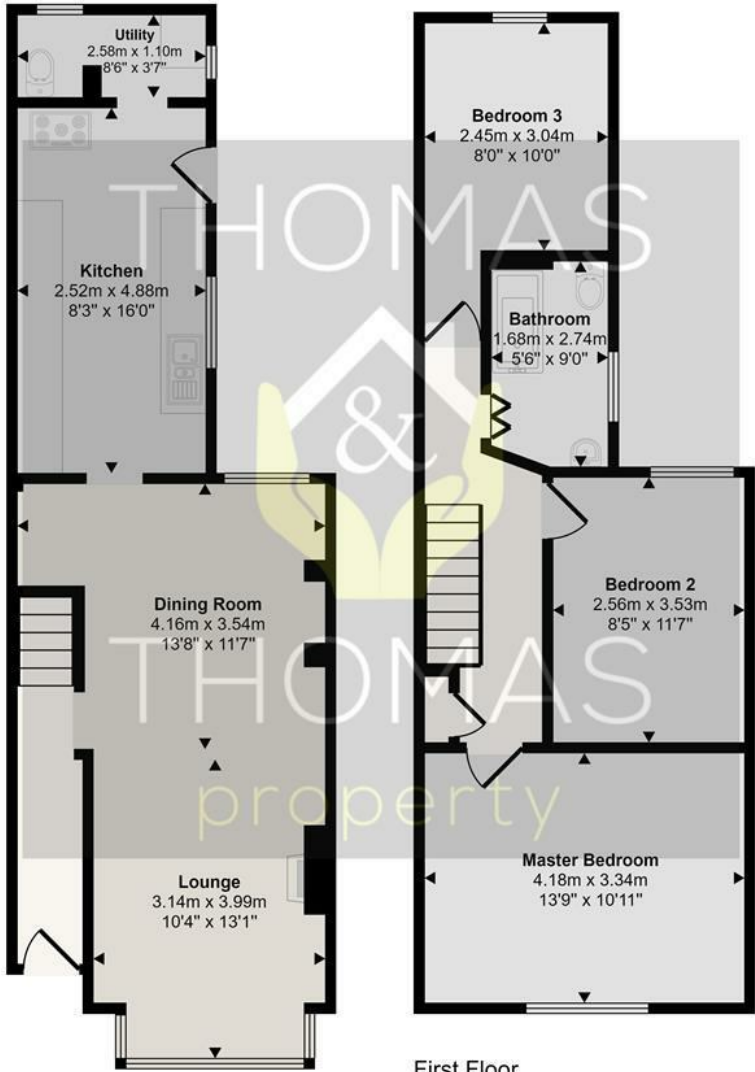 Utility
2.58m x 1.10m
8'6" x 3'7"
Kitchen
2.52m x 4.88m
8'3" x 16'0"
Dining Room
4.16m x 3.54m
13'8" x 11'7"
Lounge
3.14m x 3.99m
10'4" x 13'1"
Bedroom 3
2.45m x 3.04m
8'0" x 10'0"
Bathroom
1.68m x 2.74m
5'6" x 9'0"
Bedroom 2
2.56m x 3.53m
8'5" x 11'7"
Master Bedroom
4.18m x 3.34m
13'9" x 10'11"
First Floor
THOMAS
&
THOMAS
property